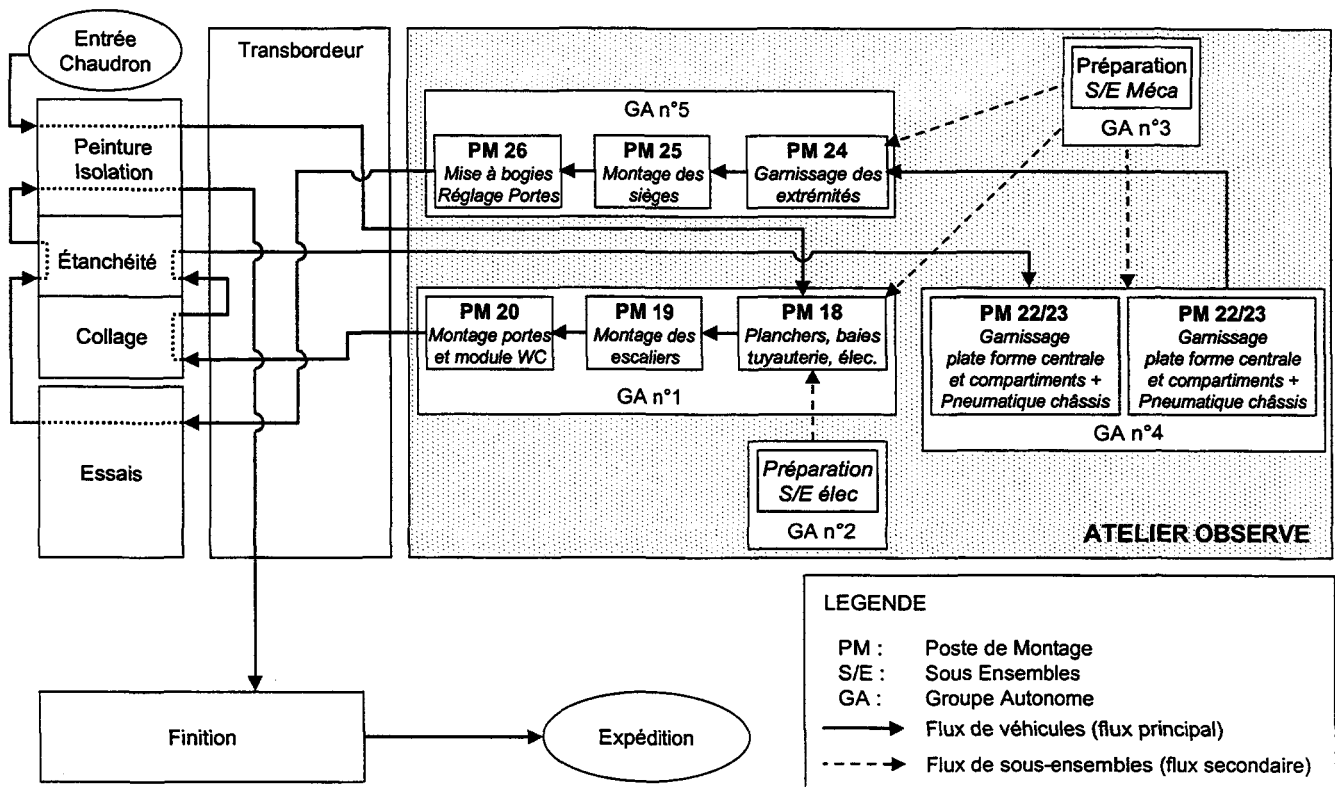 Entrée
Chaudron
Transbordeur
Peinture
Isolation
Étanchéité
Collage
Essais
GA n°5
PM 26
Mise à bogies
Réglage Portes
PM 25
Montage des
sièges
PM 24
Garnissage des
extrémités
Préparation
S/E Méca
GA n°3
PM 20
Montage portes
et module WC
PM 19
Montage des
escaliers
PM 18
Planchers, baies
tuyauterie, élec.
GA n°1
PM 22/23
Garnissage
plate forme centrale
et compartiments +
Pneumatique châssis
PM 22/23
Garnissage
plate forme centrale
et compartiments +
Pneumatique châssis
GA n°4
Préparation
S/E élec
GA n°2
ATELIER OBSERVE
Finition
Expédition
LEGENDE
PM : Poste de Montage
S/E : Sous Ensembles
GA : Groupe Autonome
Flux de véhicules (flux principal)
Flux de sous-ensembles (flux secondaire)